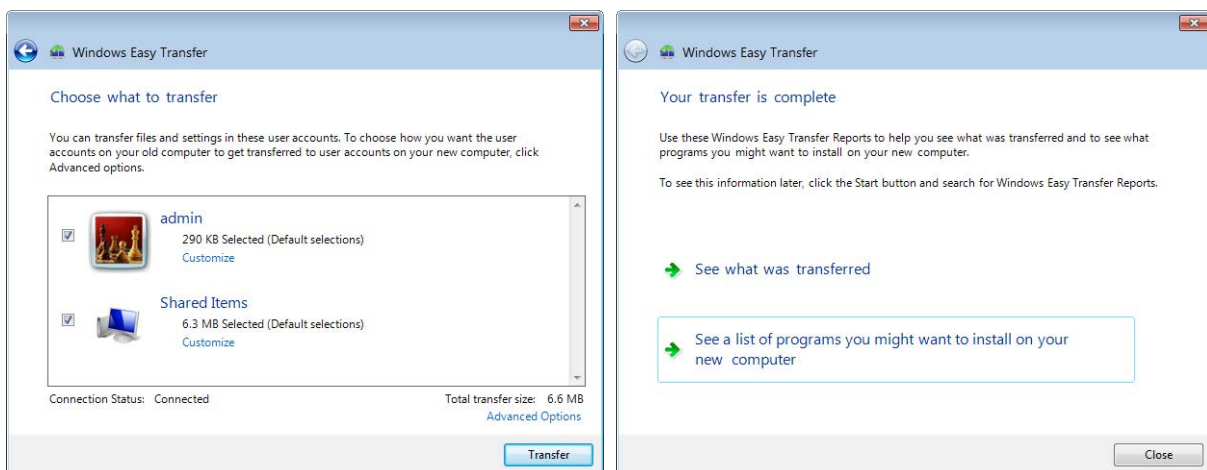 Windows Easy Transfer
Choose what to transfer
You can transfer files and settings in these user accounts. To choose how you want the user
accounts on your old computer to get transferred to user accounts on your new computer, click
Advanced options.
admin
290 KB Selected (Default selections)
Customize
Shared Items
6.3 MB Selected (Default selections)
Customize
Connection Status: Connected
Total transfer size: 6.6 MB
Advanced Options
Transfer
Windows Easy Transfer
Your transfer is complete
Use these Windows Easy Transfer Reports to help you see what was transferred and to see what
programs you might want to install on your new computer.
To see this information later, click the Start button and search for Windows Easy Transfer Reports.
See what was transferred
See a list of programs you might want to install on your
new computer
Close